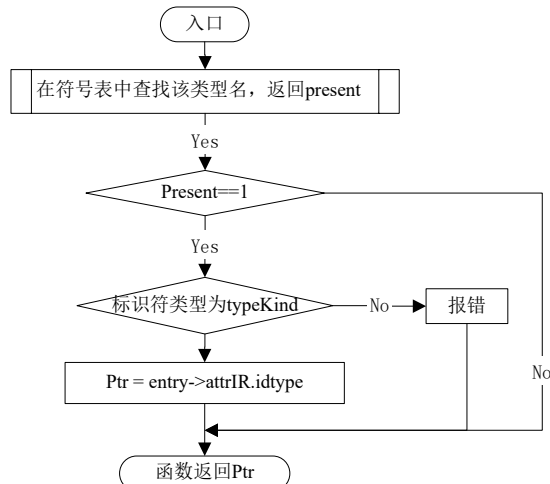 入口
在符号表中查找该类型名，返回present
Yes
Present==1
Yes
标识符类型为typeKind
No
报错
Ptr = entry->attrIR.idtype
No
函数返回Ptr